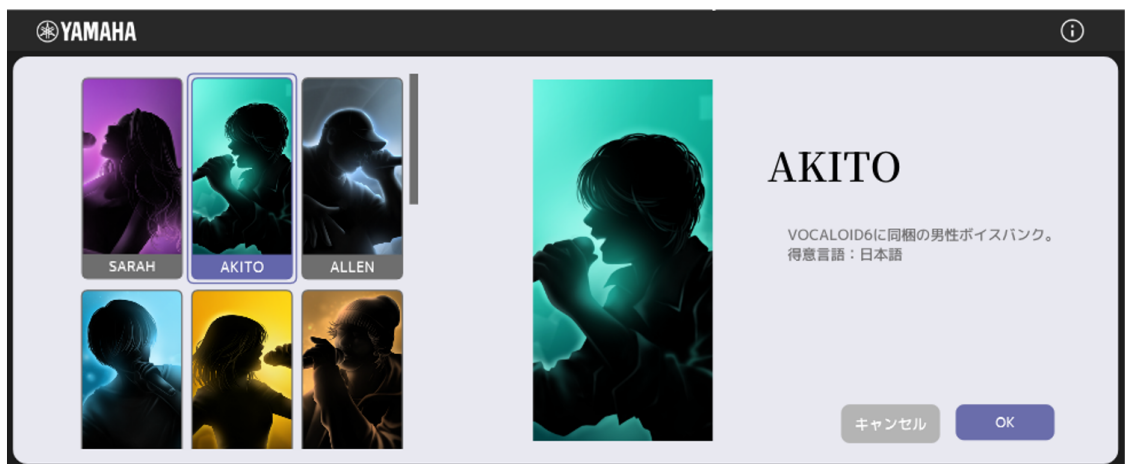 YAMAHA
SARAH
AKITO
ALLEN
AKITO
VOCALOID6に同梱の男性ボイスバンク。
得意言語：日本語
キャンセル
OK